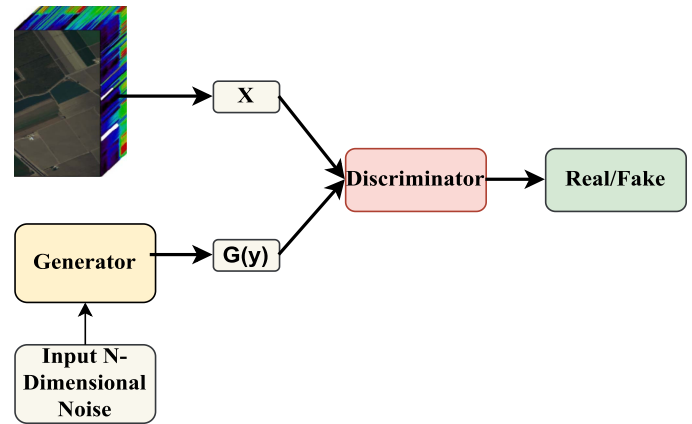 X
Discriminator
Real/Fake
Generator
G(y)
Input N-
Dimensional
Noise